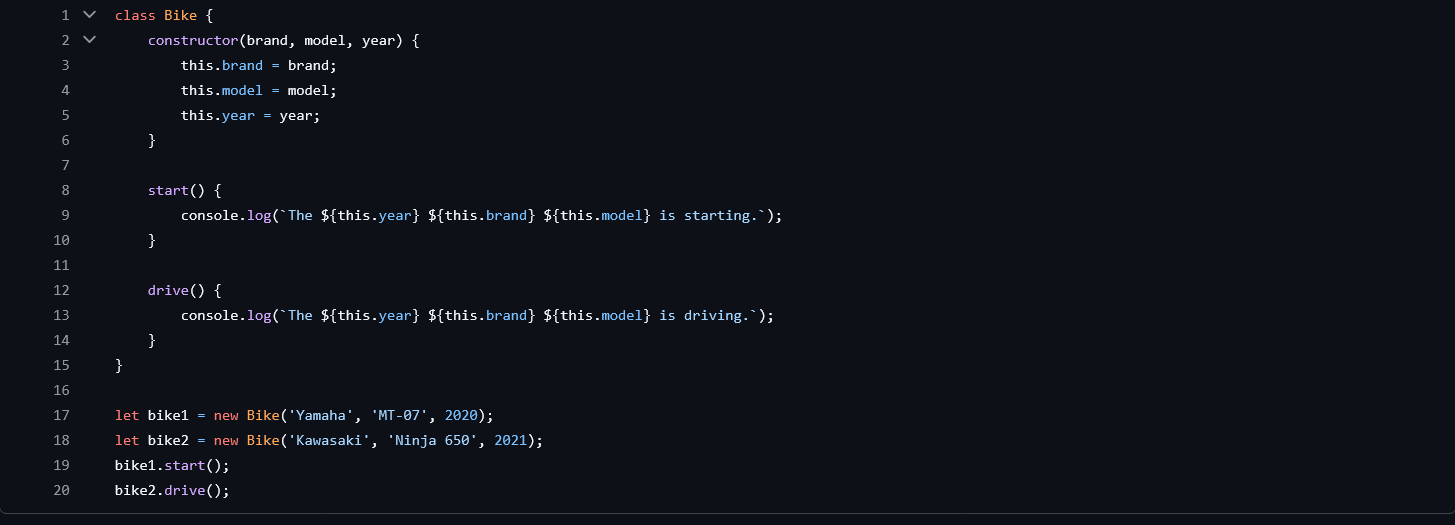 1 class Bike {
2     constructor(brand, model, year) {
3         this.brand = brand;
4         this.model = model;
5         this.year = year;
6     }
7
8     start() {
9         console.log(`The ${this.year} ${this.brand} ${this.model} is starting.`);
10     }
11
12     drive() {
13         console.log(`The ${this.year} ${this.brand} ${this.model} is driving.`);
14     }
15 }
16
17 let bike1 = new Bike('Yamaha', 'MT-07', 2020);
18 let bike2 = new Bike('Kawasaki', 'Ninja 650', 2021);
19 bike1.start();
20 bike2.drive();